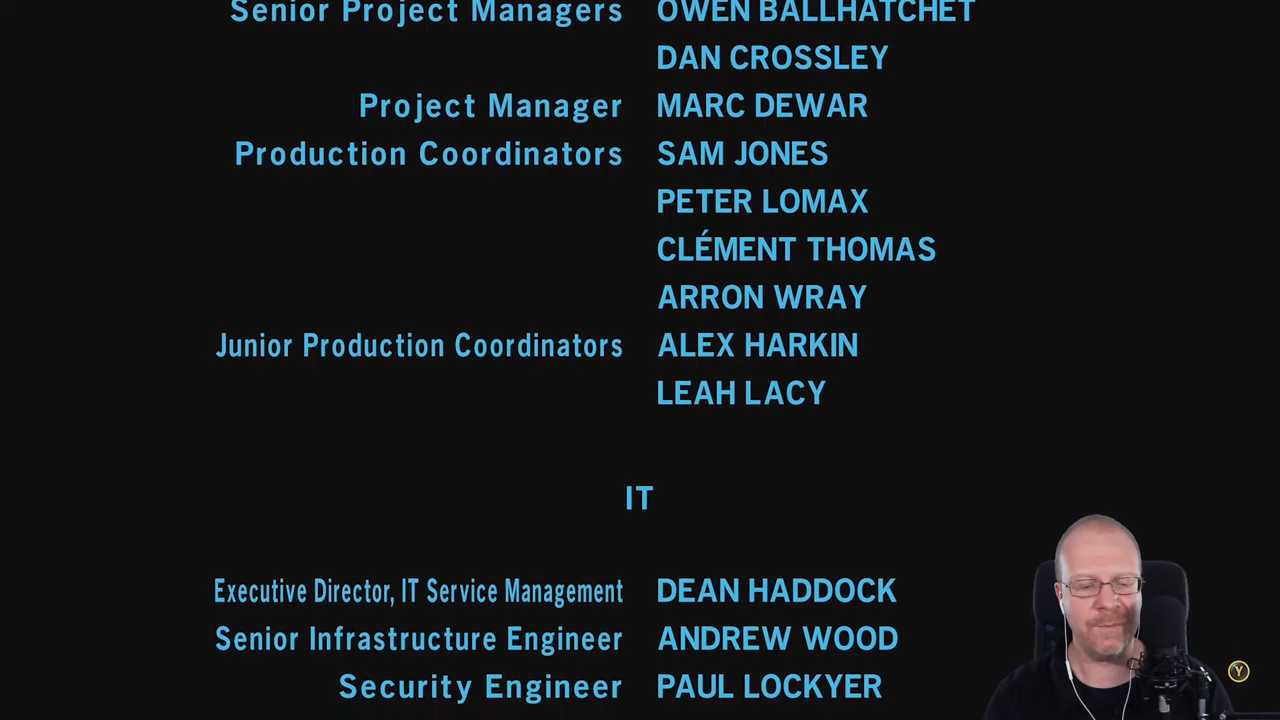 Senior Project Managers OWEN BALLHATCHET
DAN CROSSLEY
Project Manager MARC DEWAR
Production Coordinators SAM JONES
PETER LOMAX
CLÉMENT THOMAS
ARRON WRAY
Junior Production Coordinators ALEX HARKIN
LEAH LACY
IT
Executive Director, IT Service Management DEAN HADDOCK
Senior Infrastructure Engineer ANDREW WOOD
Security Engineer PAUL LOCKYER
Y